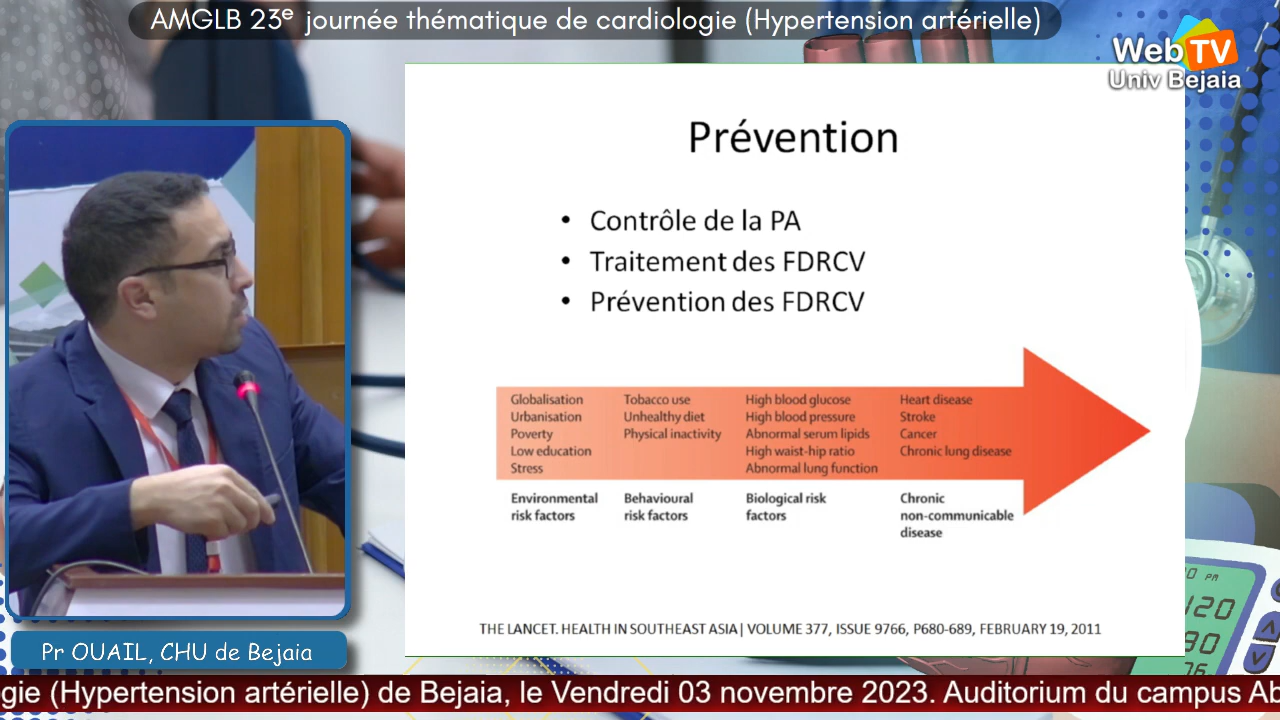 AMGLB 23e journée thématique de cardiologie (Hypertension artérielle)
WebTV
Univ Bejaia
Prévention
• Contrôle de la PA
• Traitement des FDRCV
• Prévention des FDRCV
Globalisation
Urbanisation
Poverty
Low education
Stress
Environmental
risk factors
Tobacco use
Unhealthy diet
Physical inactivity
Behavioural
risk factors
High blood glucose
High blood pressure
Abnormal serum lipids
High waist-hip ratio
Abnormal lung function
Biological risk
factors
Heart disease
Stroke
Cancer
Chronic lung disease
Chronic
non-communicable
disease
THE LANCET. HEALTH IN SOUTHEAST ASIA| VOLUME 377, ISSUE 9766, P680-689, FEBRUARY 19, 2011
PM
120
80
76
Pr OUAIL, CHU de Bejaia
gie (Hypertension artérielle) de Bejaia, le Vendredi 03 novembre 2023. Auditorium du campus Ab